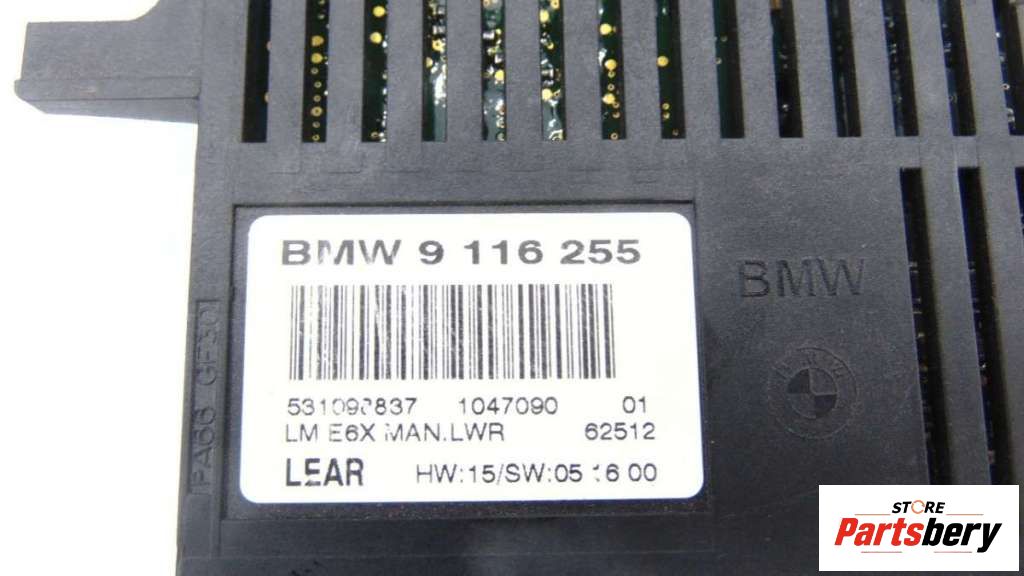 BMW 9 116 255
1047090 01
LM E6X MAN.LWR 62512
LEAR HW:15/SW:05 16 00
BMW
PA66 GF30
STORE
Partsbery